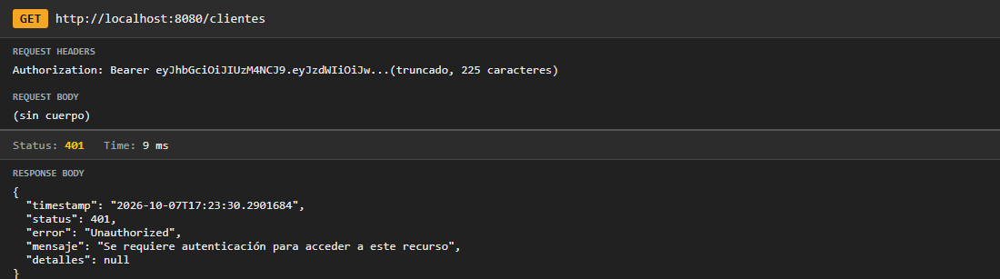 GET http://localhost:8080/clientes
REQUEST HEADERS
Authorization: Bearer eyJhbGciOiJIUzM4NCJ9.eyJzdWIiOiJw...(truncado, 225 caracteres)
REQUEST BODY
(sin cuerpo)
Status: 401 Time: 9 ms
RESPONSE BODY
{
"timestamp": "2026-10-07T17:23:30.2901684",
"status": 401,
"error": "Unauthorized",
"mensaje": "Se requiere autenticación para acceder a este recurso",
"detalles": null
}